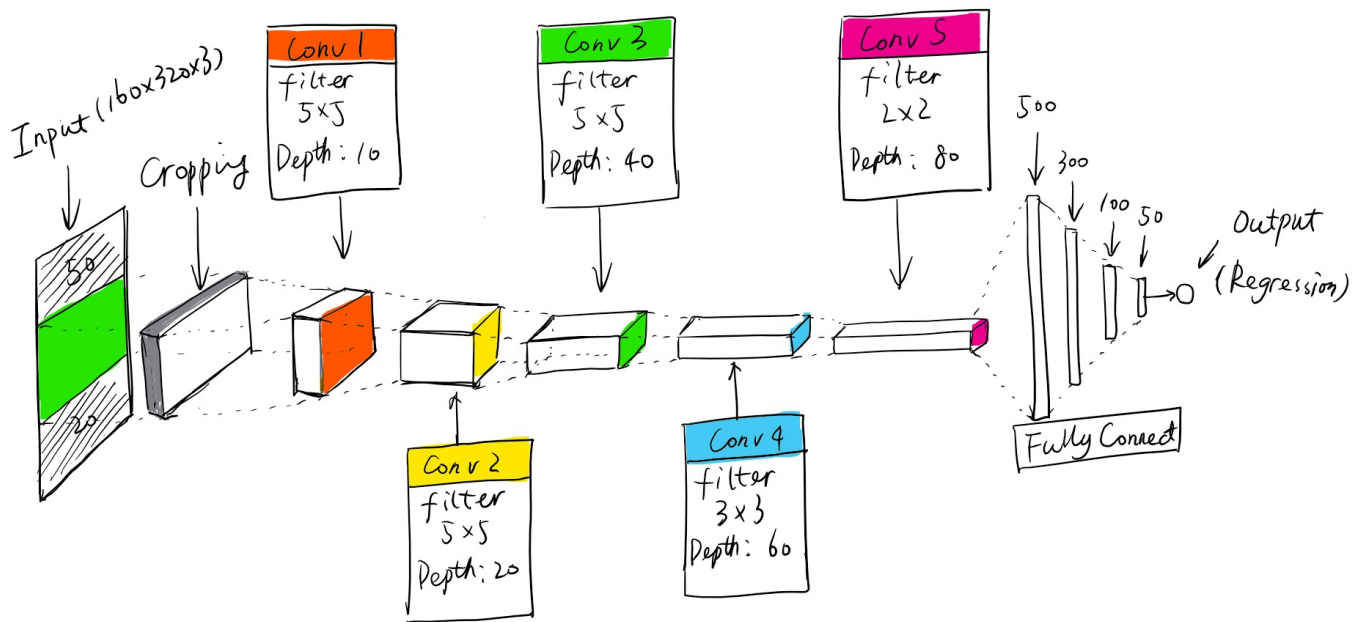 Input (160x320x3)
50
20
Cropping
Conv 1
filter
5x5
Depth: 10
Conv 2
filter
5x5
Depth: 20
Conv 3
filter
5x5
Depth: 40
Conv 4
filter
3x3
Depth: 60
Conv 5
filter
2x2
Depth: 80
500
300
100
50
Fully Connect
Output
(Regression)